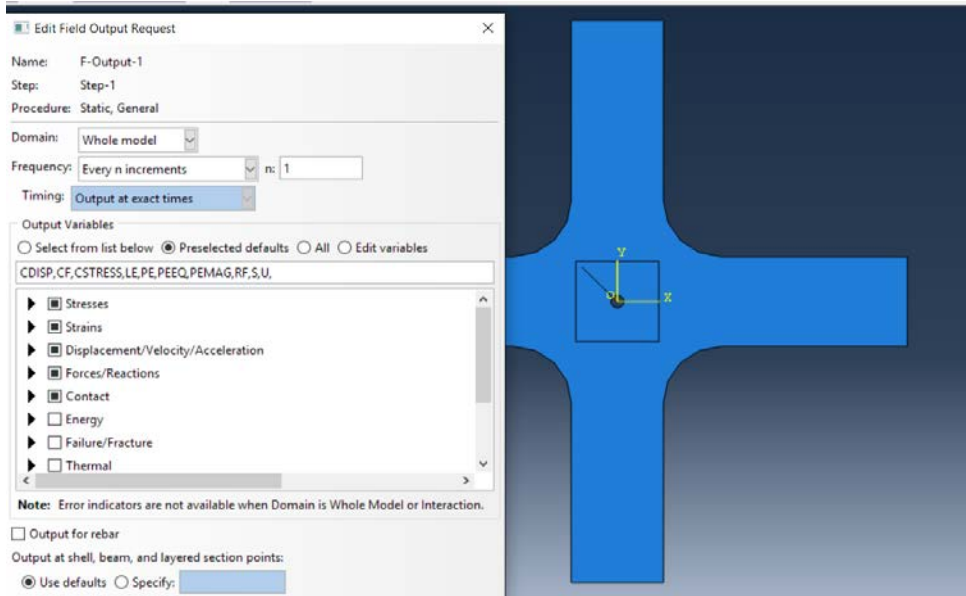 Edit Field Output Request
Name: F-Output-1
Step: Step-1
Procedure: Static, General
Domain: Whole model
Frequency: Every n increments n: 1
Timing: Output at exact times
Output Variables
Select from list below Preselected defaults All Edit variables
CDISP,CF,CSTRESS,LE,PE,PEEQ,PEMAG,RF,S,U,
Stresses
Strains
Displacement/Velocity/Acceleration
Forces/Reactions
Contact
Energy
Failure/Fracture
Thermal
Note: Error indicators are not available when Domain is Whole Model or Interaction.
Output for rebar
Output at shell, beam, and layered section points:
Use defaults Specify:
Y
X